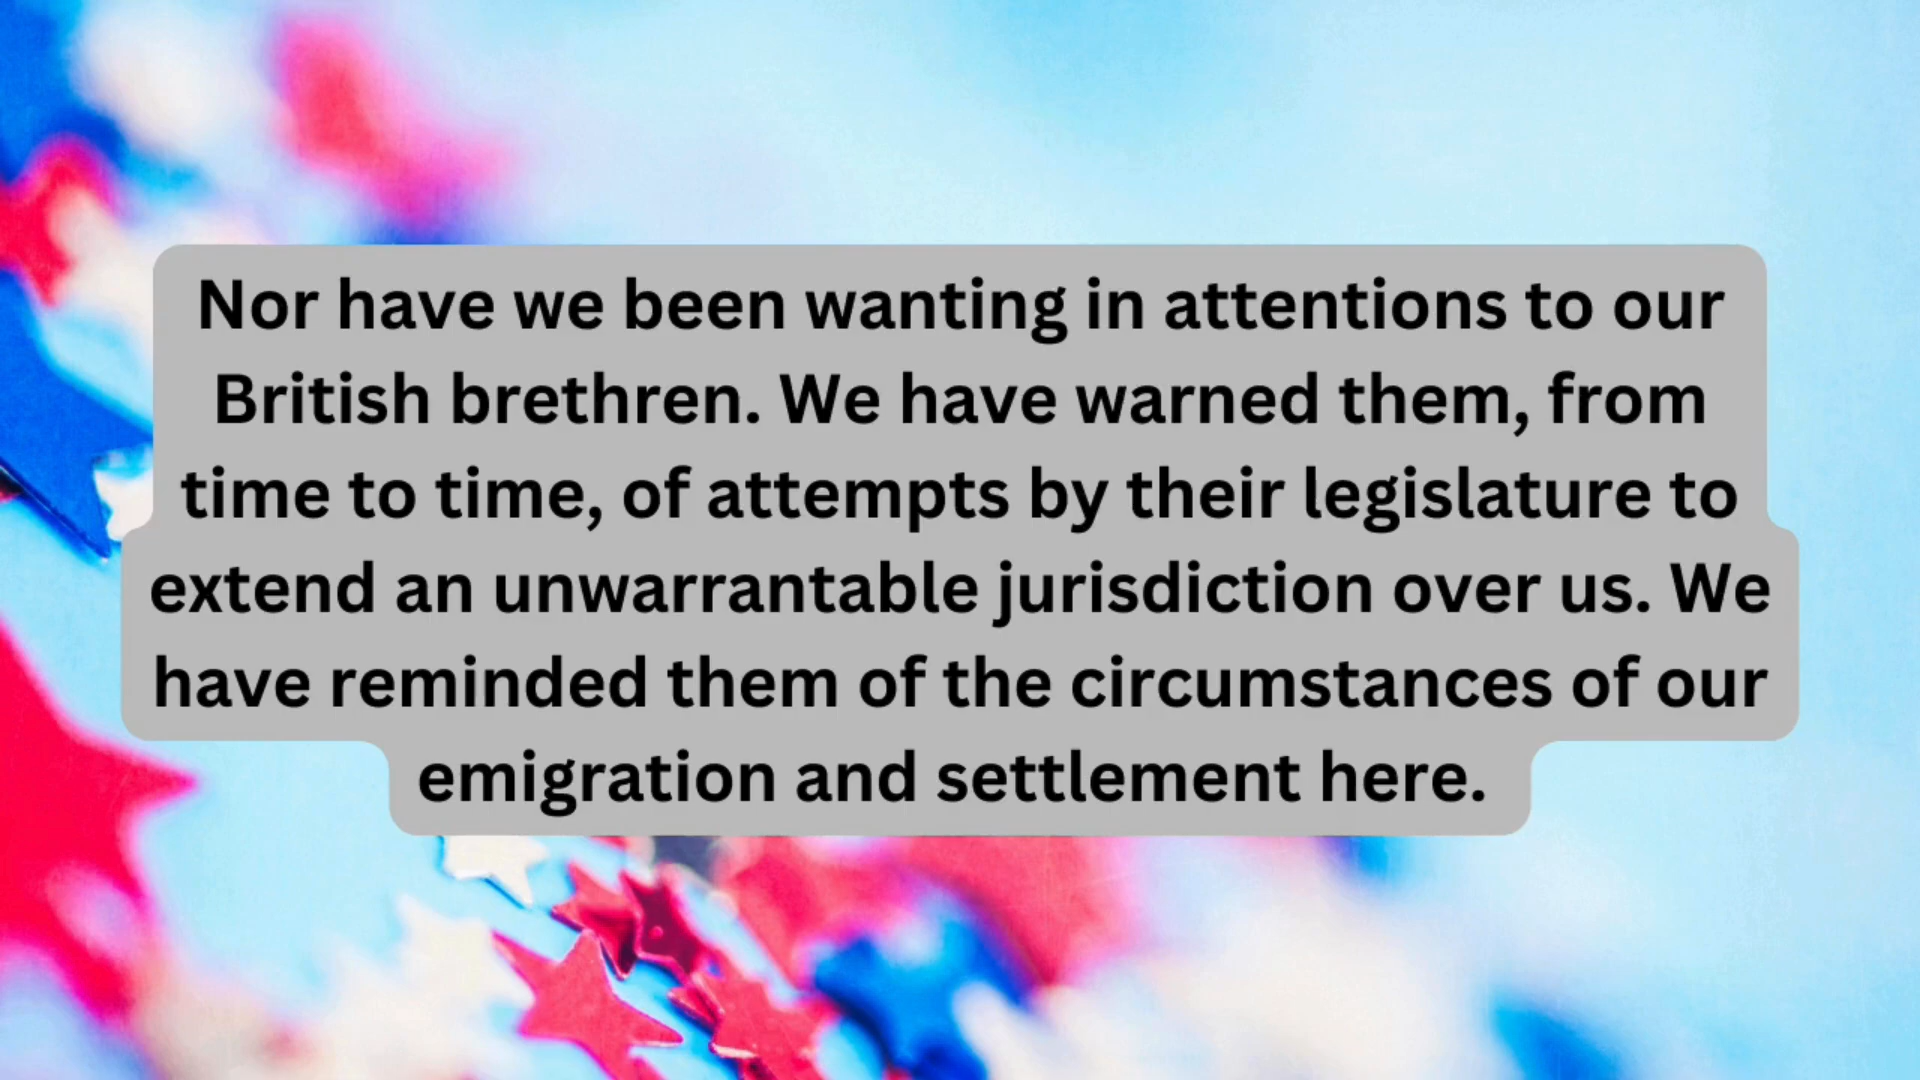 Nor have we been wanting in attentions to our
British brethren. We have warned them, from
time to time, of attempts by their legislature to
extend an unwarrantable jurisdiction over us. We
have reminded them of the circumstances of our
emigration and settlement here.